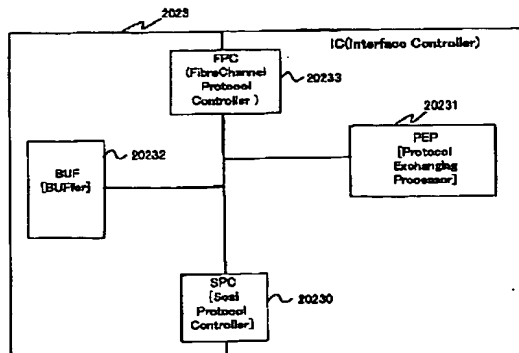 2023
IC(Interface Controller)
FPC
(FibreChannel
Protocol
Controller )
20233
20231
PEP
[Protocol
Exchanging
Processor]
20232
BUF
[BUFfer]
SPC
[Scsi
Protocol
Controller]
20230